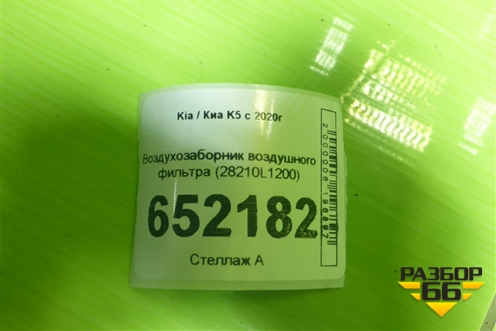 Kia / Киа K5 с 2020г
Воздухозаборник воздушного
фильтра (28210L1200)
652182
Стеллаж А
РАЗБОР
66